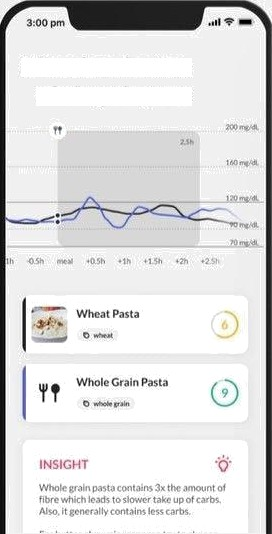 3:00 pm
200 mg/dL
2,5h
160 mg/dL
120 mg/dL
90 mg/dL
70 mg/dL
1h -0.5h meal +0.5h +1h +1.5h +2h +2.5h
Wheat Pasta
wheat
6
Whole Grain Pasta
whole grain
9
INSIGHT
Whole grain pasta contains 3x the amount of
fibre which leads to slower take up of carbs.
Also, it generally contains less carbs.